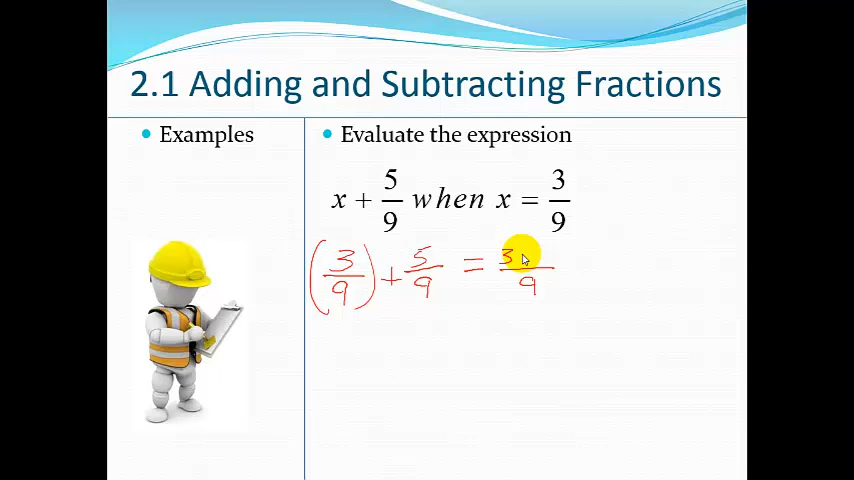 2.1 Adding and Subtracting Fractions
• Examples
• Evaluate the expression
x + 5/9 when x = 3/9
(3/9) + 5/9 = 3/9